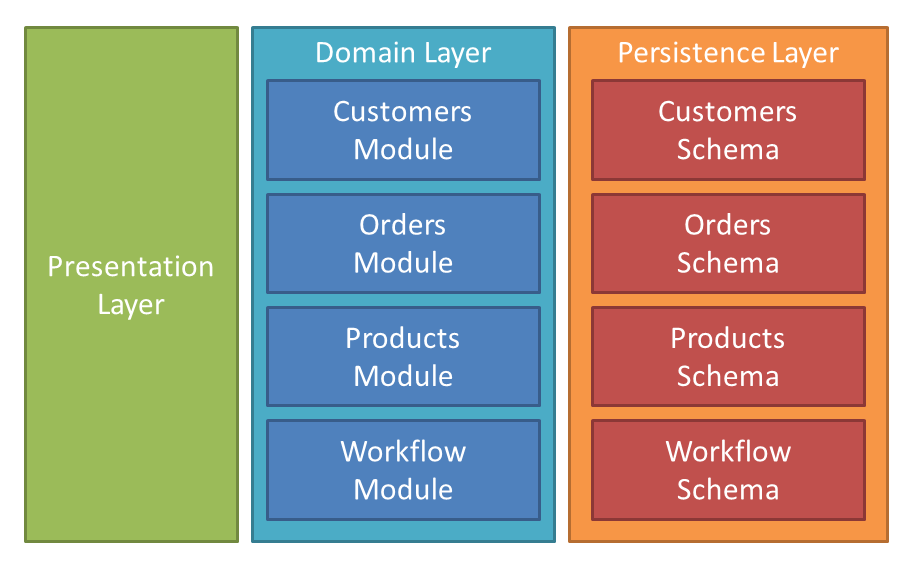 Presentation
Layer
Domain Layer
Customers
Module
Orders
Module
Products
Module
Workflow
Module
Persistence Layer
Customers
Schema
Orders
Schema
Products
Schema
Workflow
Schema